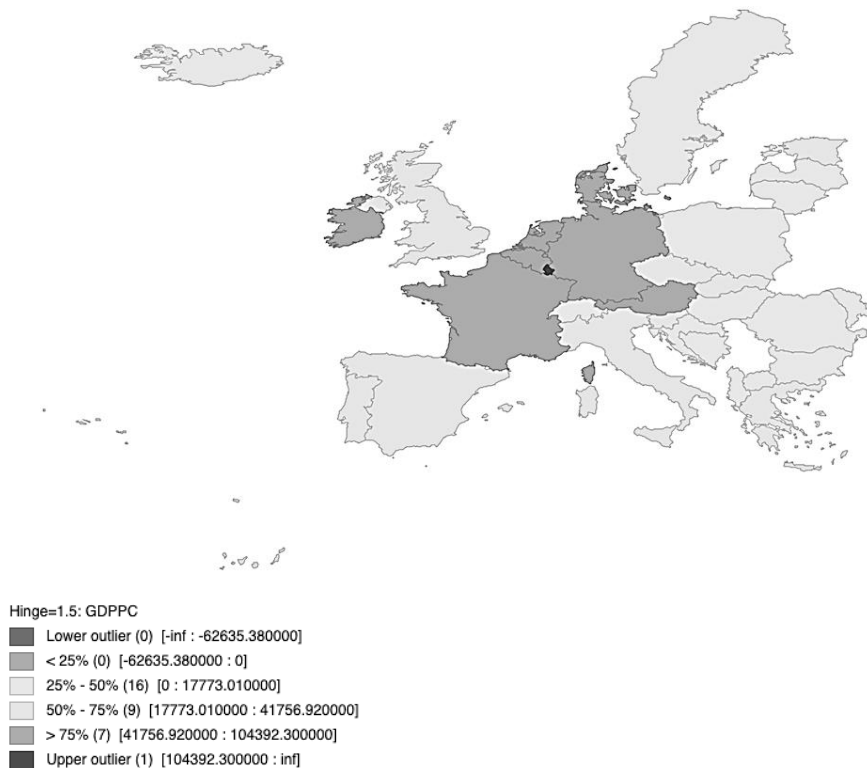 Hinge=1.5: GDPPC
Lower outlier (0) [-inf : -62635.380000]
< 25% (0) [-62635.380000 : 0]
25% - 50% (16) [0 : 17773.010000]
50% - 75% (9) [17773.010000 : 41756.920000]
> 75% (7) [41756.920000 : 104392.300000]
Upper outlier (1) [104392.300000 : inf]